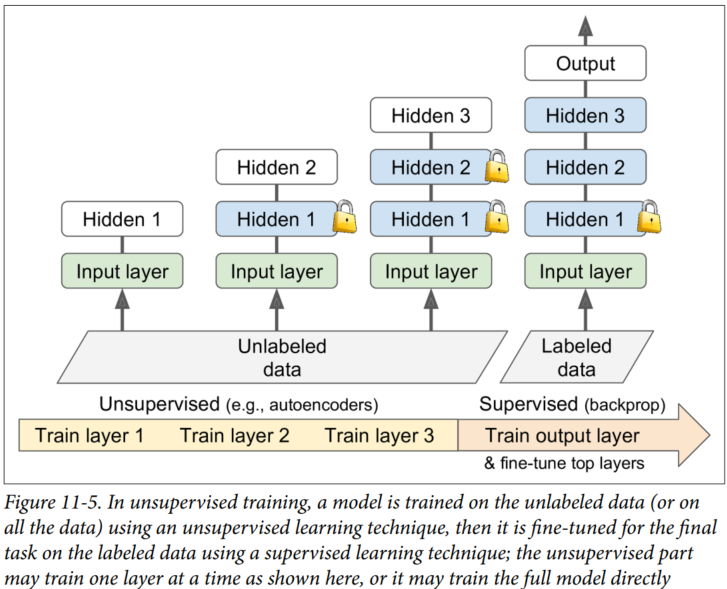 Output
Hidden 3
Hidden 3
Hidden 2
Hidden 2
Hidden 2
Hidden 1
Hidden 1
Hidden 1
Hidden 1
Input layer
Input layer
Input layer
Input layer
Unlabeled
data
Labeled
data
Unsupervised (e.g., autoencoders)
Supervised (backprop)
Train layer 1
Train layer 2
Train layer 3
Train output layer
& fine-tune top layers
Figure 11-5. In unsupervised training, a model is trained on the unlabeled data (or on
all the data) using an unsupervised learning technique, then it is fine-tuned for the final
task on the labeled data using a supervised learning technique; the unsupervised part
may train one layer at a time as shown here, or it may train the full model directly